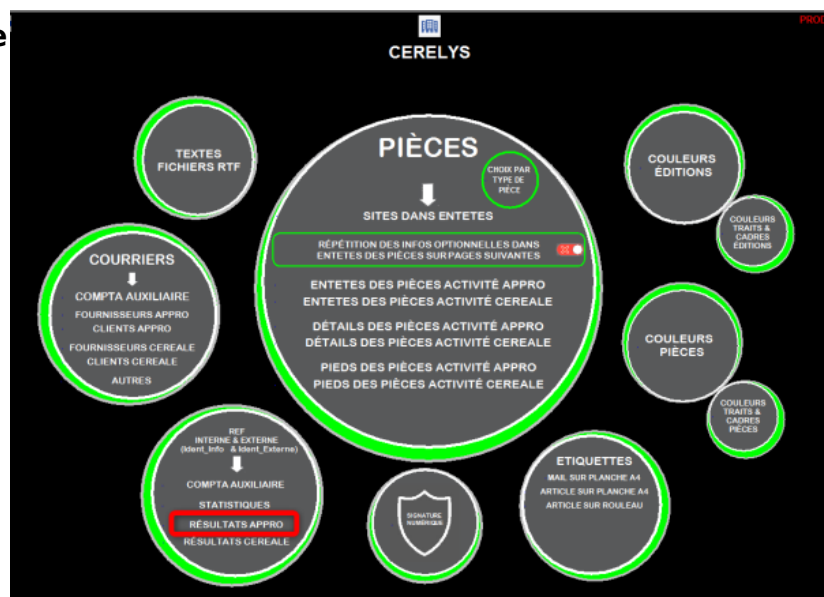 e
PROD
CERELYS
TEXTES
FICHIERS RTF
PIÈCES
CHOIX PAR
TYPE DE
PIÈCE
SITES DANS ENTETES
RÉPÉTITION DES INFOS OPTIONNELLES DANS
ENTETES DES PIÈCES SUR PAGES SUIVANTES
ENTETES DES PIÈCES ACTIVITÉ APPRO
ENTETES DES PIÈCES ACTIVITÉ CEREALE
DÉTAILS DES PIÈCES ACTIVITÉ APPRO
DÉTAILS DES PIÈCES ACTIVITÉ CEREALE
PIEDS DES PIÈCES ACTIVITÉ APPRO
PIEDS DES PIÈCES ACTIVITÉ CEREALE
COULEURS
ÉDITIONS
COULEURS
TRAITS &
CADRES
ÉDITIONS
COURRIERS
COMPTA AUXILIAIRE
FOURNISSEURS APPRO
CLIENTS APPRO
FOURNISSEURS CEREALE
CLIENTS CEREALE
AUTRES
COULEURS
PIÈCES
COULEURS
TRAITS &
CADRES
PIÈCES
REF
INTERNE & EXTERNE
(Ident_Info & Ident_Externe)
COMPTA AUXILIAIRE
STATISTIQUES
RÉSULTATS APPRO
RÉSULTATS CEREALE
SIGNATURE
NUMÉRIQUE
ETIQUETTES
MAIL SUR PLANCHE A4
ARTICLE SUR PLANCHE A4
ARTICLE SUR ROULEAU